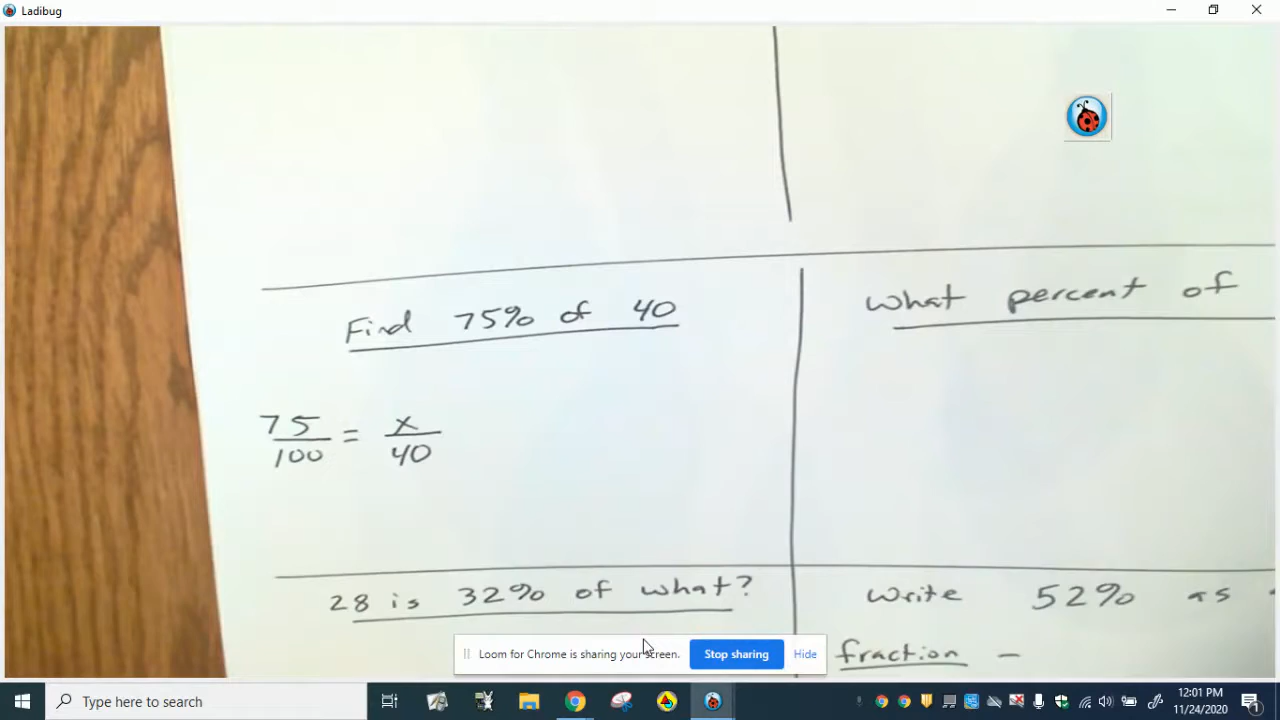 Ladibug
Find 75% of 40
What percent of
75/100 = x/40
28 is 32% of what?
Write 52% as
fraction –
Loom for Chrome is sharing your screen.
Stop sharing
Hide
Type here to search
12:01 PM
11/24/2020
1